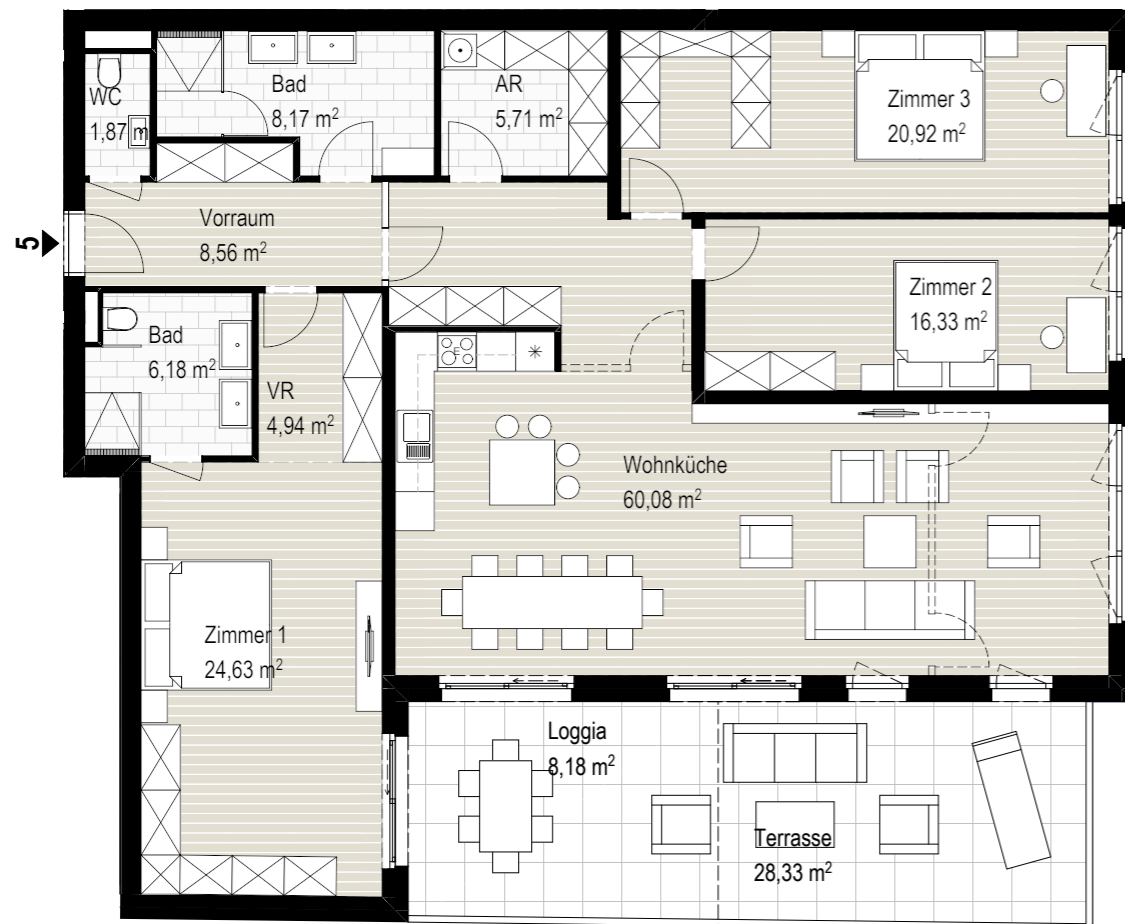 WC
1,87 m
Bad
8,17 m²
AR
5,71 m²
Zimmer 3
20,92 m²
Vorraum
8,56 m²
5
Zimmer 2
16,33 m²
Bad
6,18 m²
VR
4,94 m²
E
Wohnküche
60,08 m²
Zimmer 1
24,63 m²
Loggia
8,18 m²
Terrasse
28,33 m²